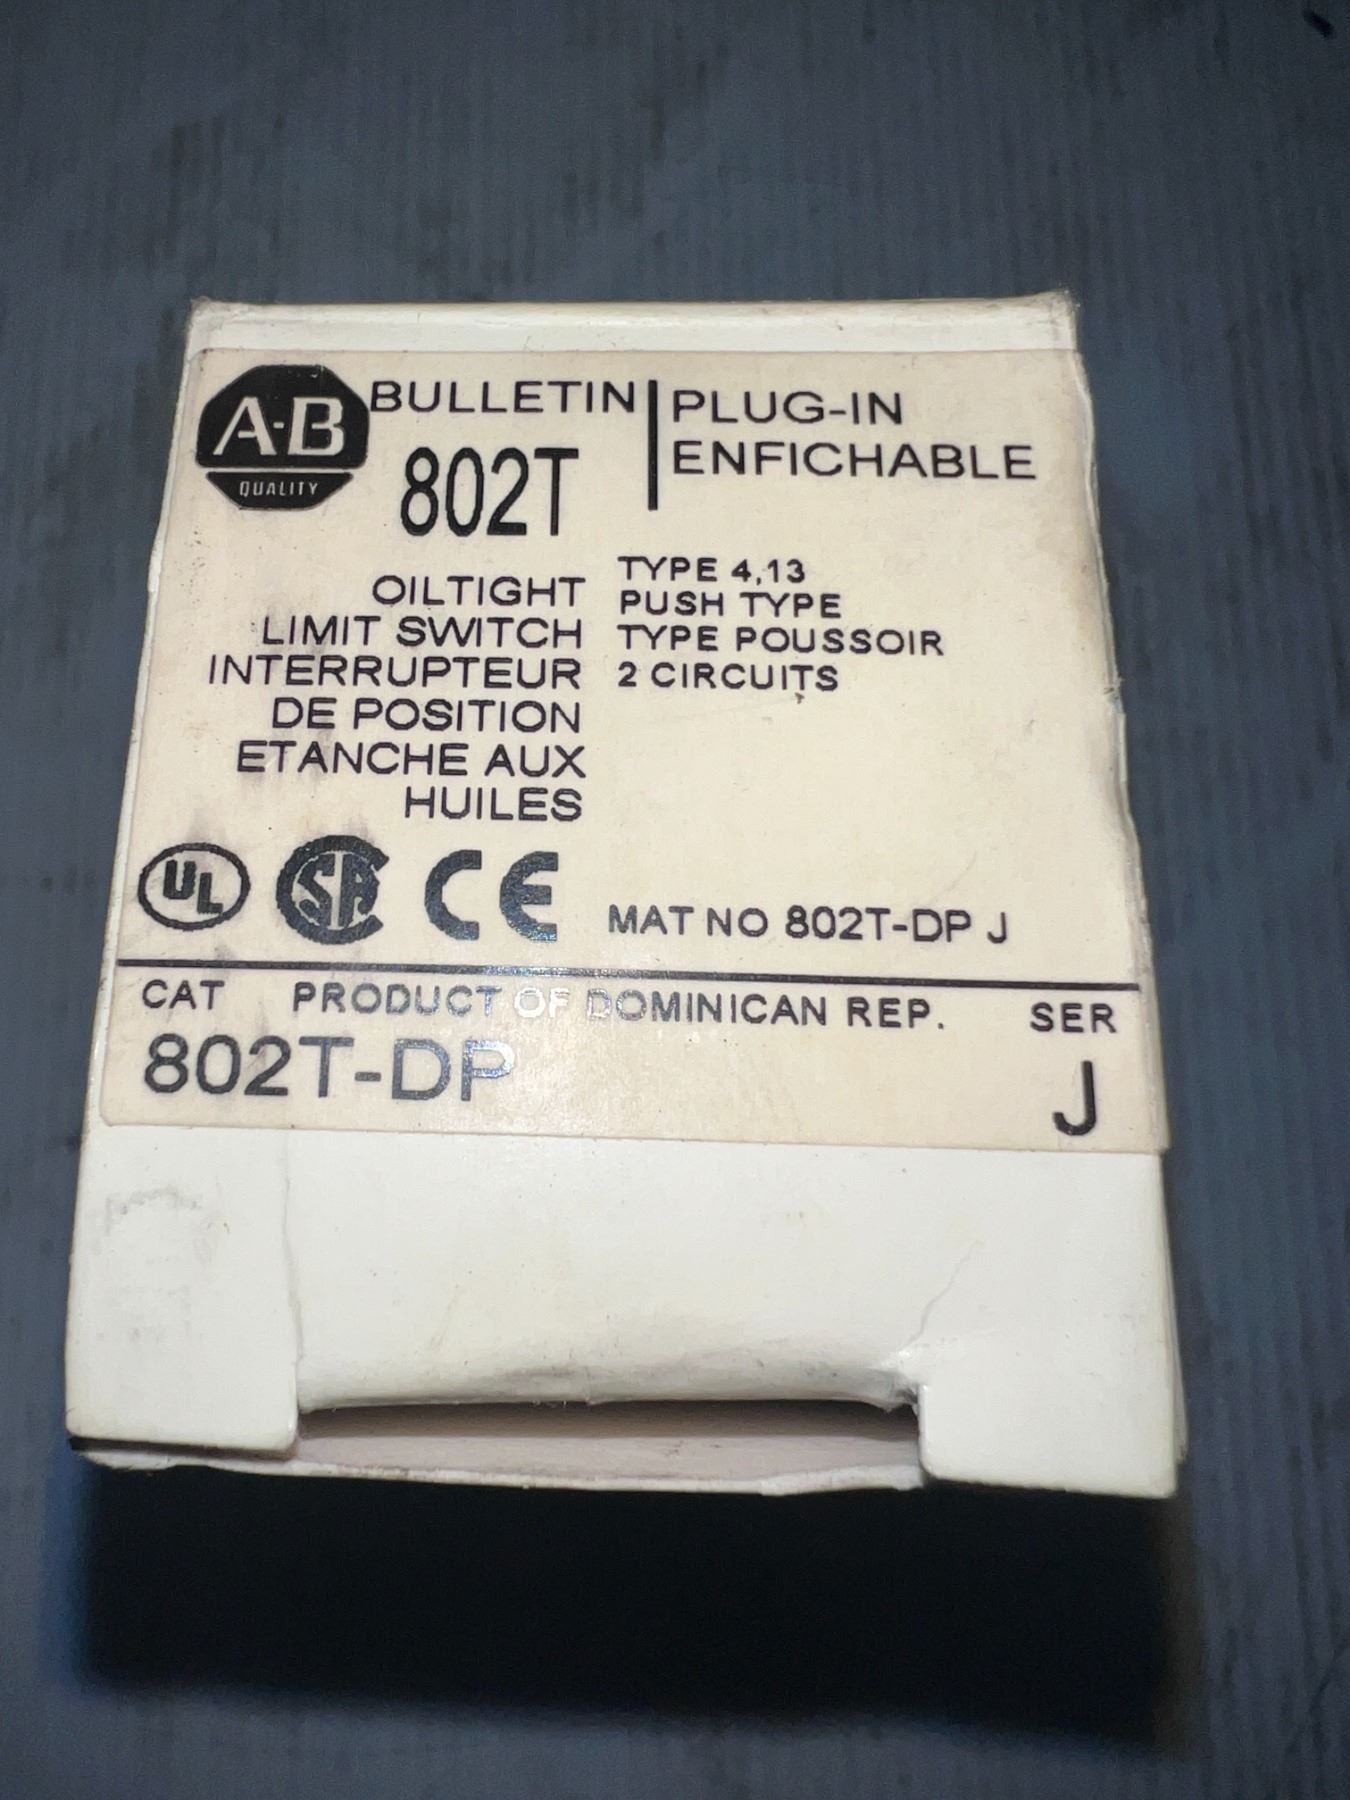 A-B
QUALITY
BULLETIN
802T
PLUG-IN
ENFICHABLE
OILTIGHT
LIMIT SWITCH
INTERRUPTEUR
DE POSITION
ETANCHE AUX
HUILES
TYPE 4,13
PUSH TYPE
TYPE POUSSOIR
2 CIRCUITS
UL
SA
CE
MAT NO 802T-DP J
CAT PRODUCT OF DOMINICAN REP. SER
802T-DP J